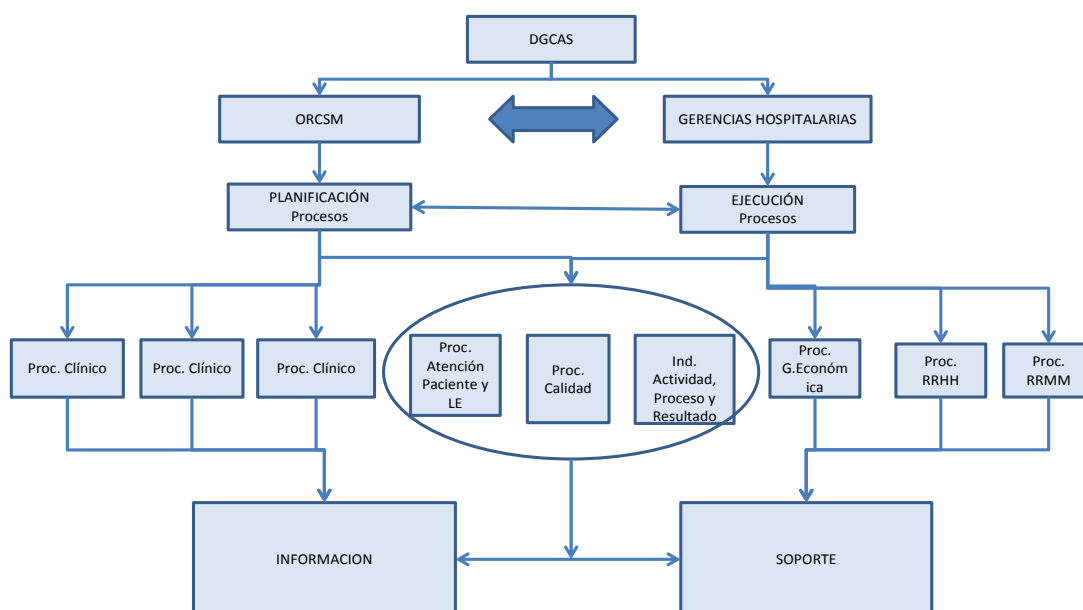 DGCAS
ORCSM
GERENCIAS HOSPITALARIAS
PLANIFICACIÓN
Procesos
EJECUCIÓN
Procesos
Proc. Clínico
Proc. Clínico
Proc. Clínico
Proc.
Atención
Paciente y
LE
Proc.
Calidad
Ind.
Actividad,
Proceso y
Resultado
Proc.
G.Económ
ica
Proc.
RRHH
Proc.
RRMM
INFORMACION
SOPORTE